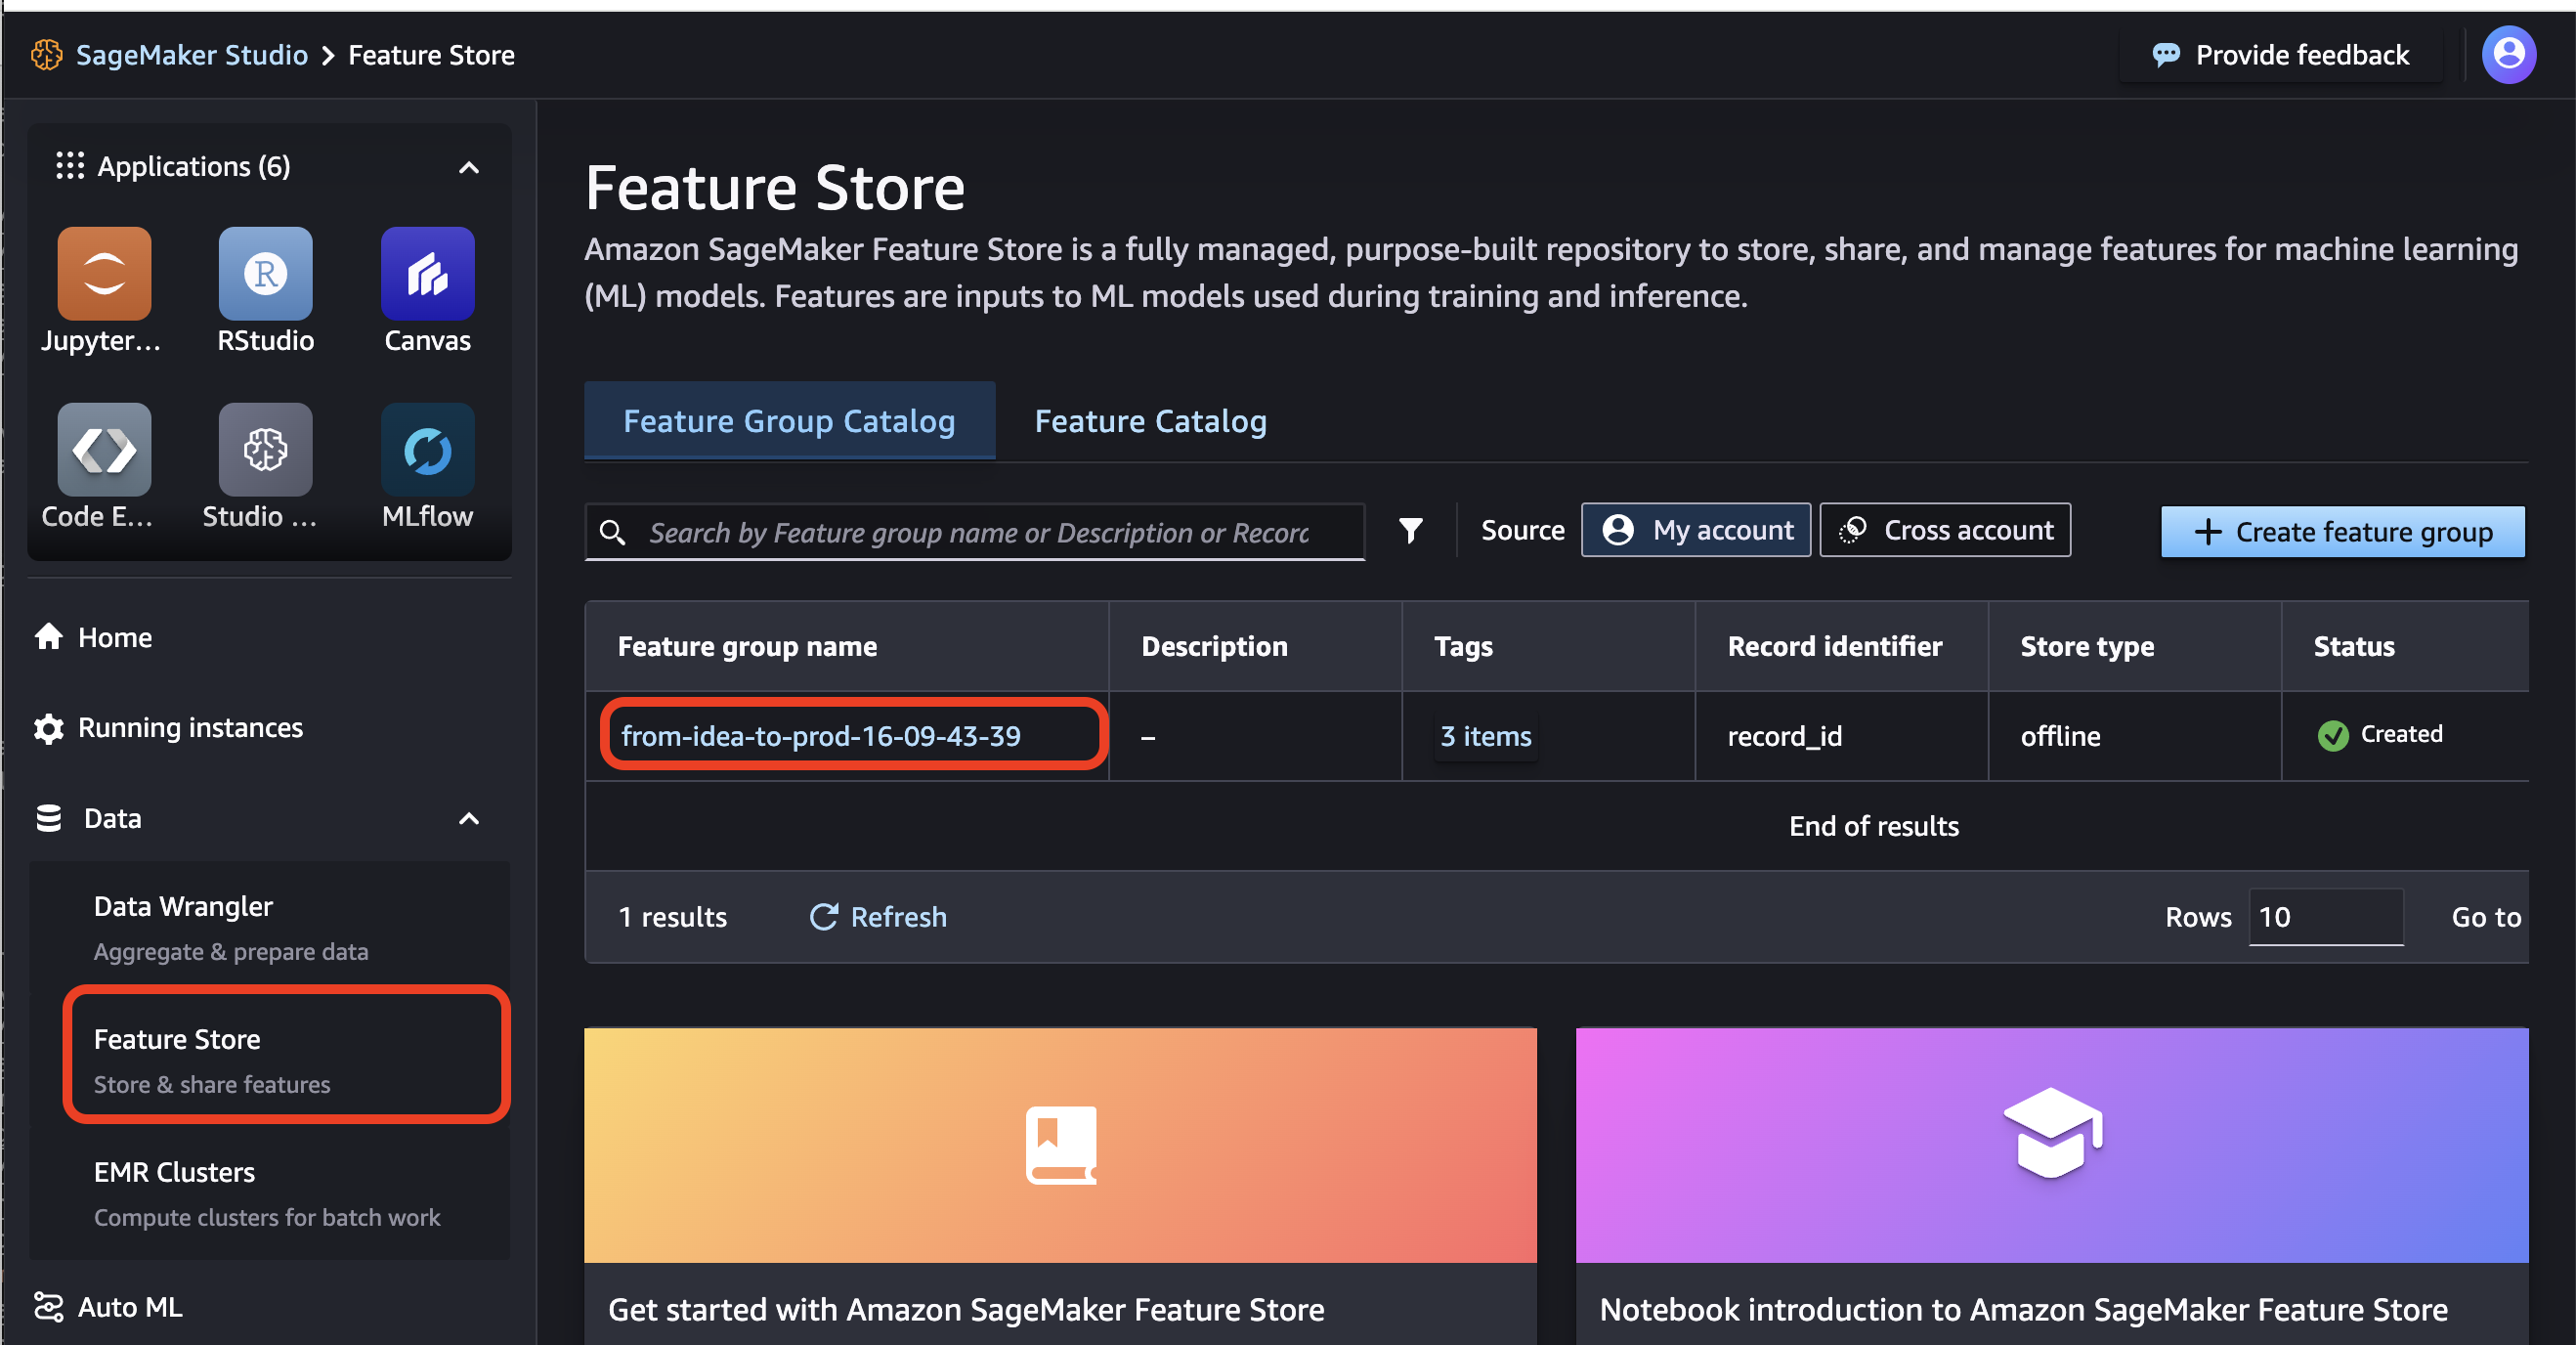 SageMaker Studio > Feature Store
Provide feedback
Applications (6)
Jupyter...
RStudio
Canvas
Code E...
Studio ...
MLflow
Home
Running instances
Data
Data Wrangler
Aggregate & prepare data
Feature Store
Store & share features
EMR Clusters
Compute clusters for batch work
Auto ML
Feature Store
Amazon SageMaker Feature Store is a fully managed, purpose-built repository to store, share, and manage features for machine learning
(ML) models. Features are inputs to ML models used during training and inference.
Feature Group Catalog
Feature Catalog
Search by Feature group name or Description or Record
Source
My account
Cross account
+ Create feature group
Feature group name
Description
Tags
Record identifier
Store type
Status
from-idea-to-prod-16-09-43-39
–
3 items
record_id
offline
Created
End of results
1 results
Refresh
Rows
10
Go to
Get started with Amazon SageMaker Feature Store
Notebook introduction to Amazon SageMaker Feature Store